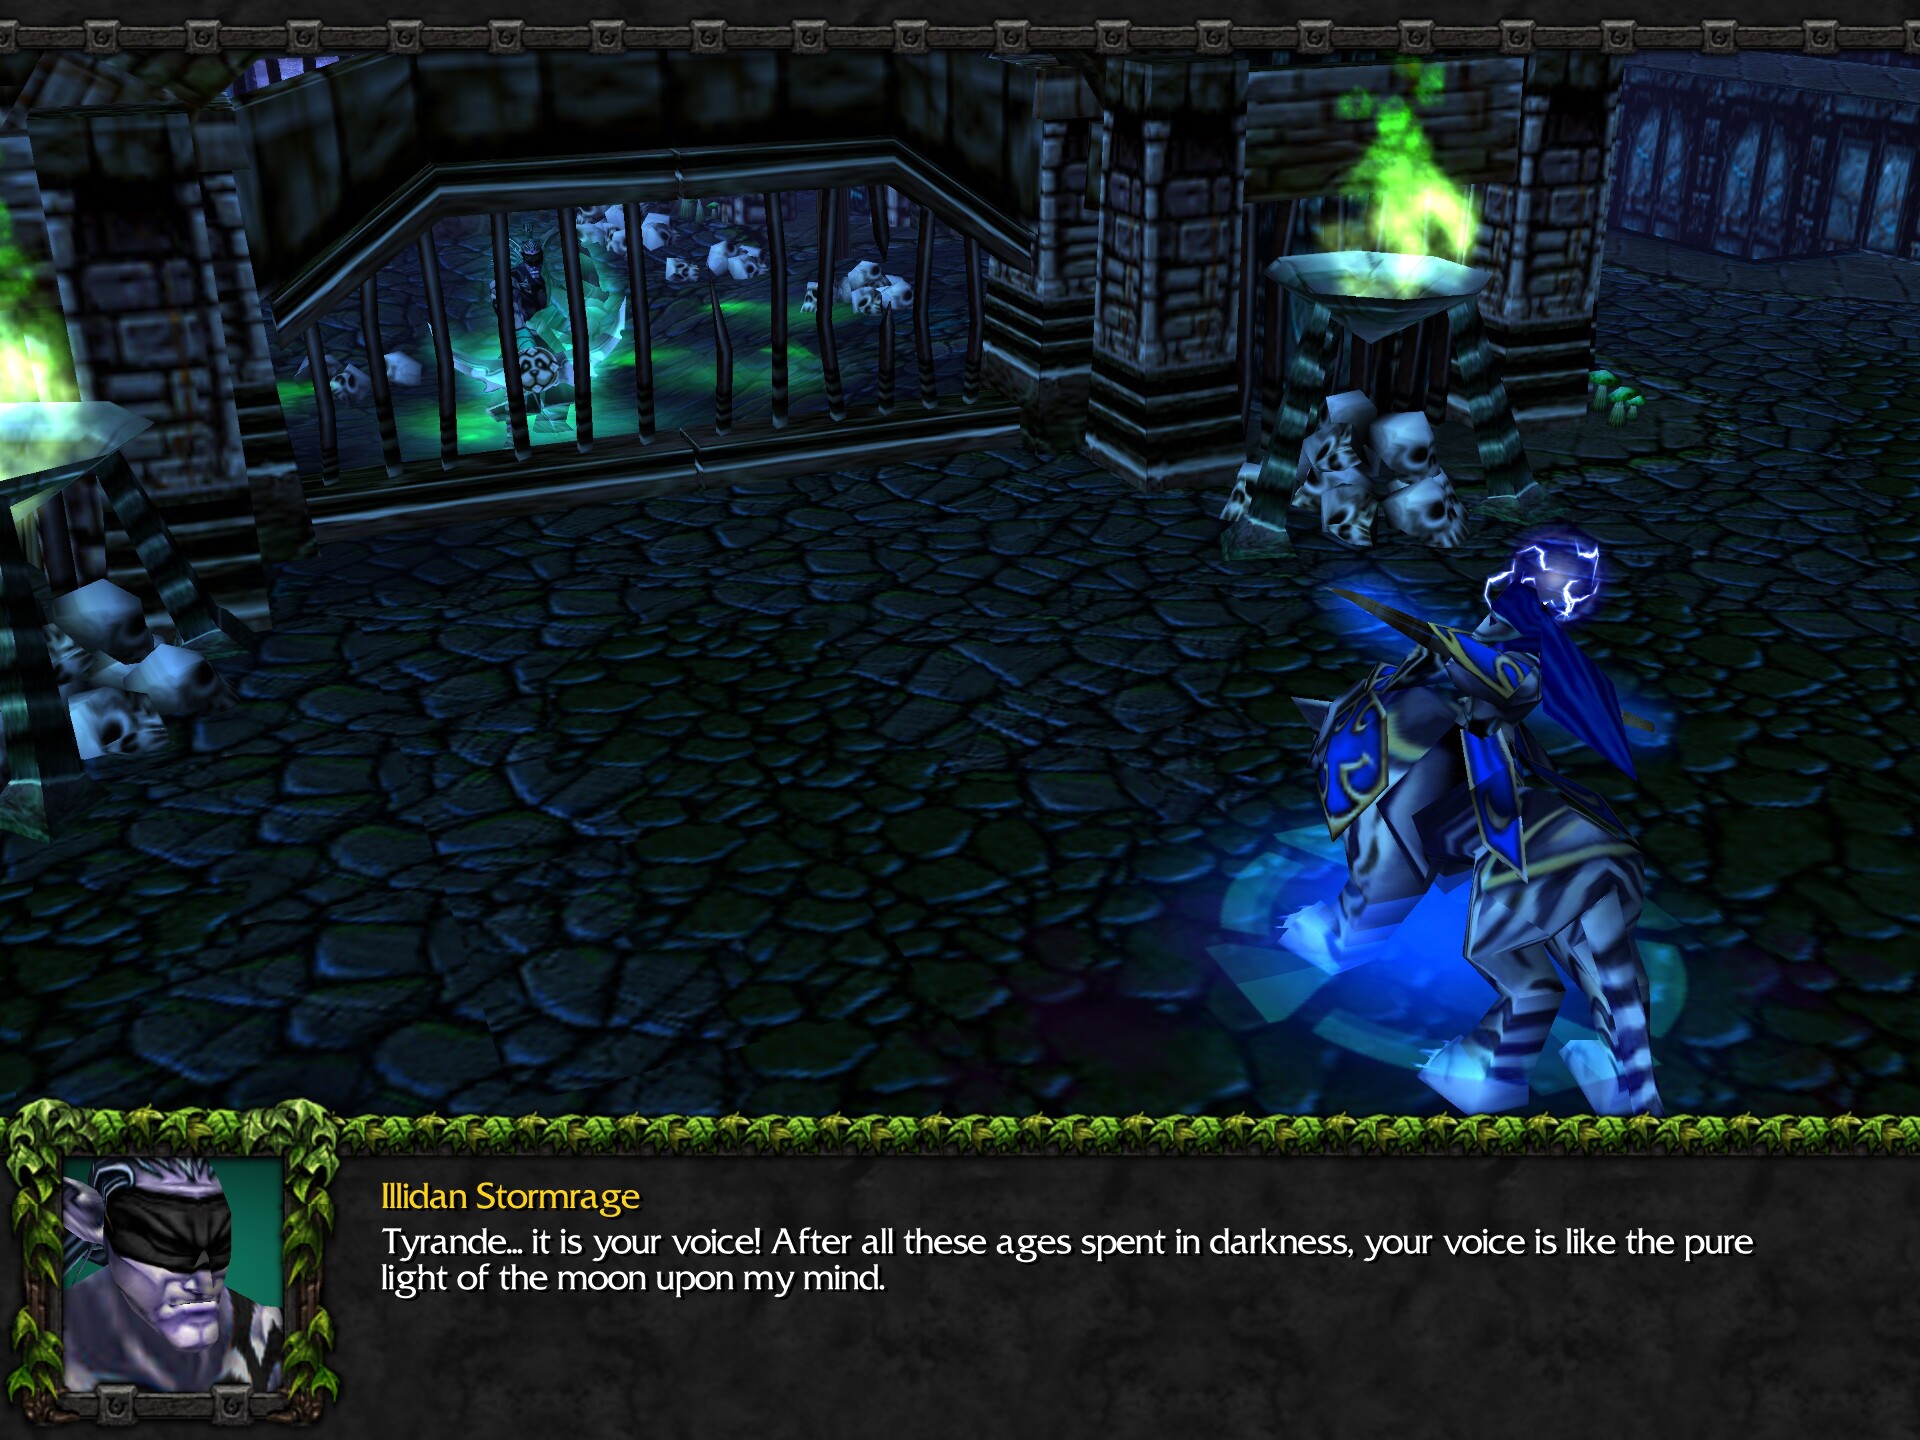 Illidan Stormrage
Tyrande... it is your voice! After all these ages spent in darkness, your voice is like the pure
light of the moon upon my mind.